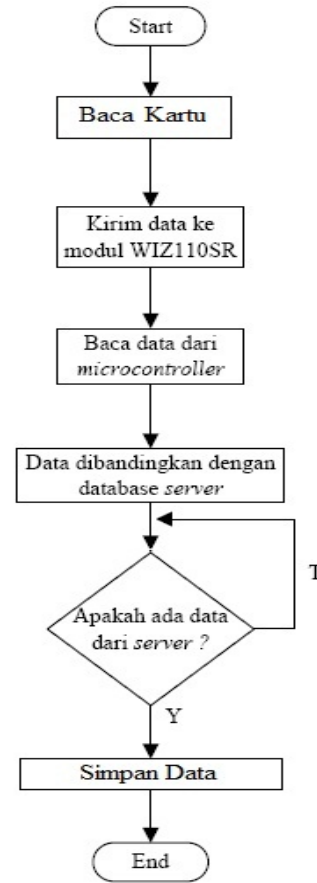 Start
Baca Kartu
Kirim data ke
modul WIZ110SR
Baca data dari
microcontroller
Data dibandingkan dengan
database server
T
Apakah ada data
dari server ?
Y
Simpan Data
End